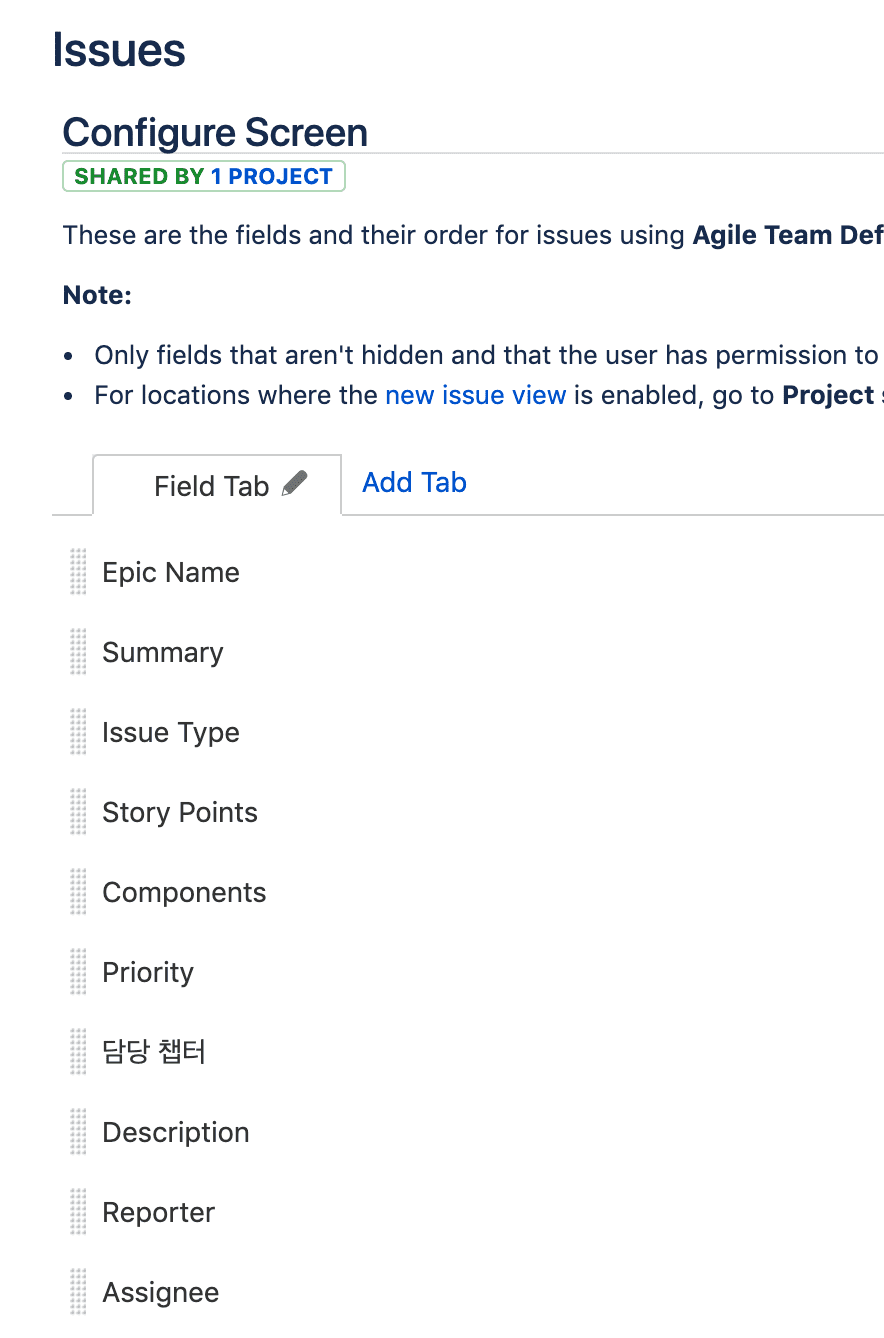 Issues
Configure Screen
SHARED BY 1 PROJECT
These are the fields and their order for issues using Agile Team Def
Note:
• Only fields that aren't hidden and that the user has permission to
• For locations where the new issue view is enabled, go to Project
Field Tab Add Tab
Epic Name
Summary
Issue Type
Story Points
Components
Priority
담당 챕터
Description
Reporter
Assignee